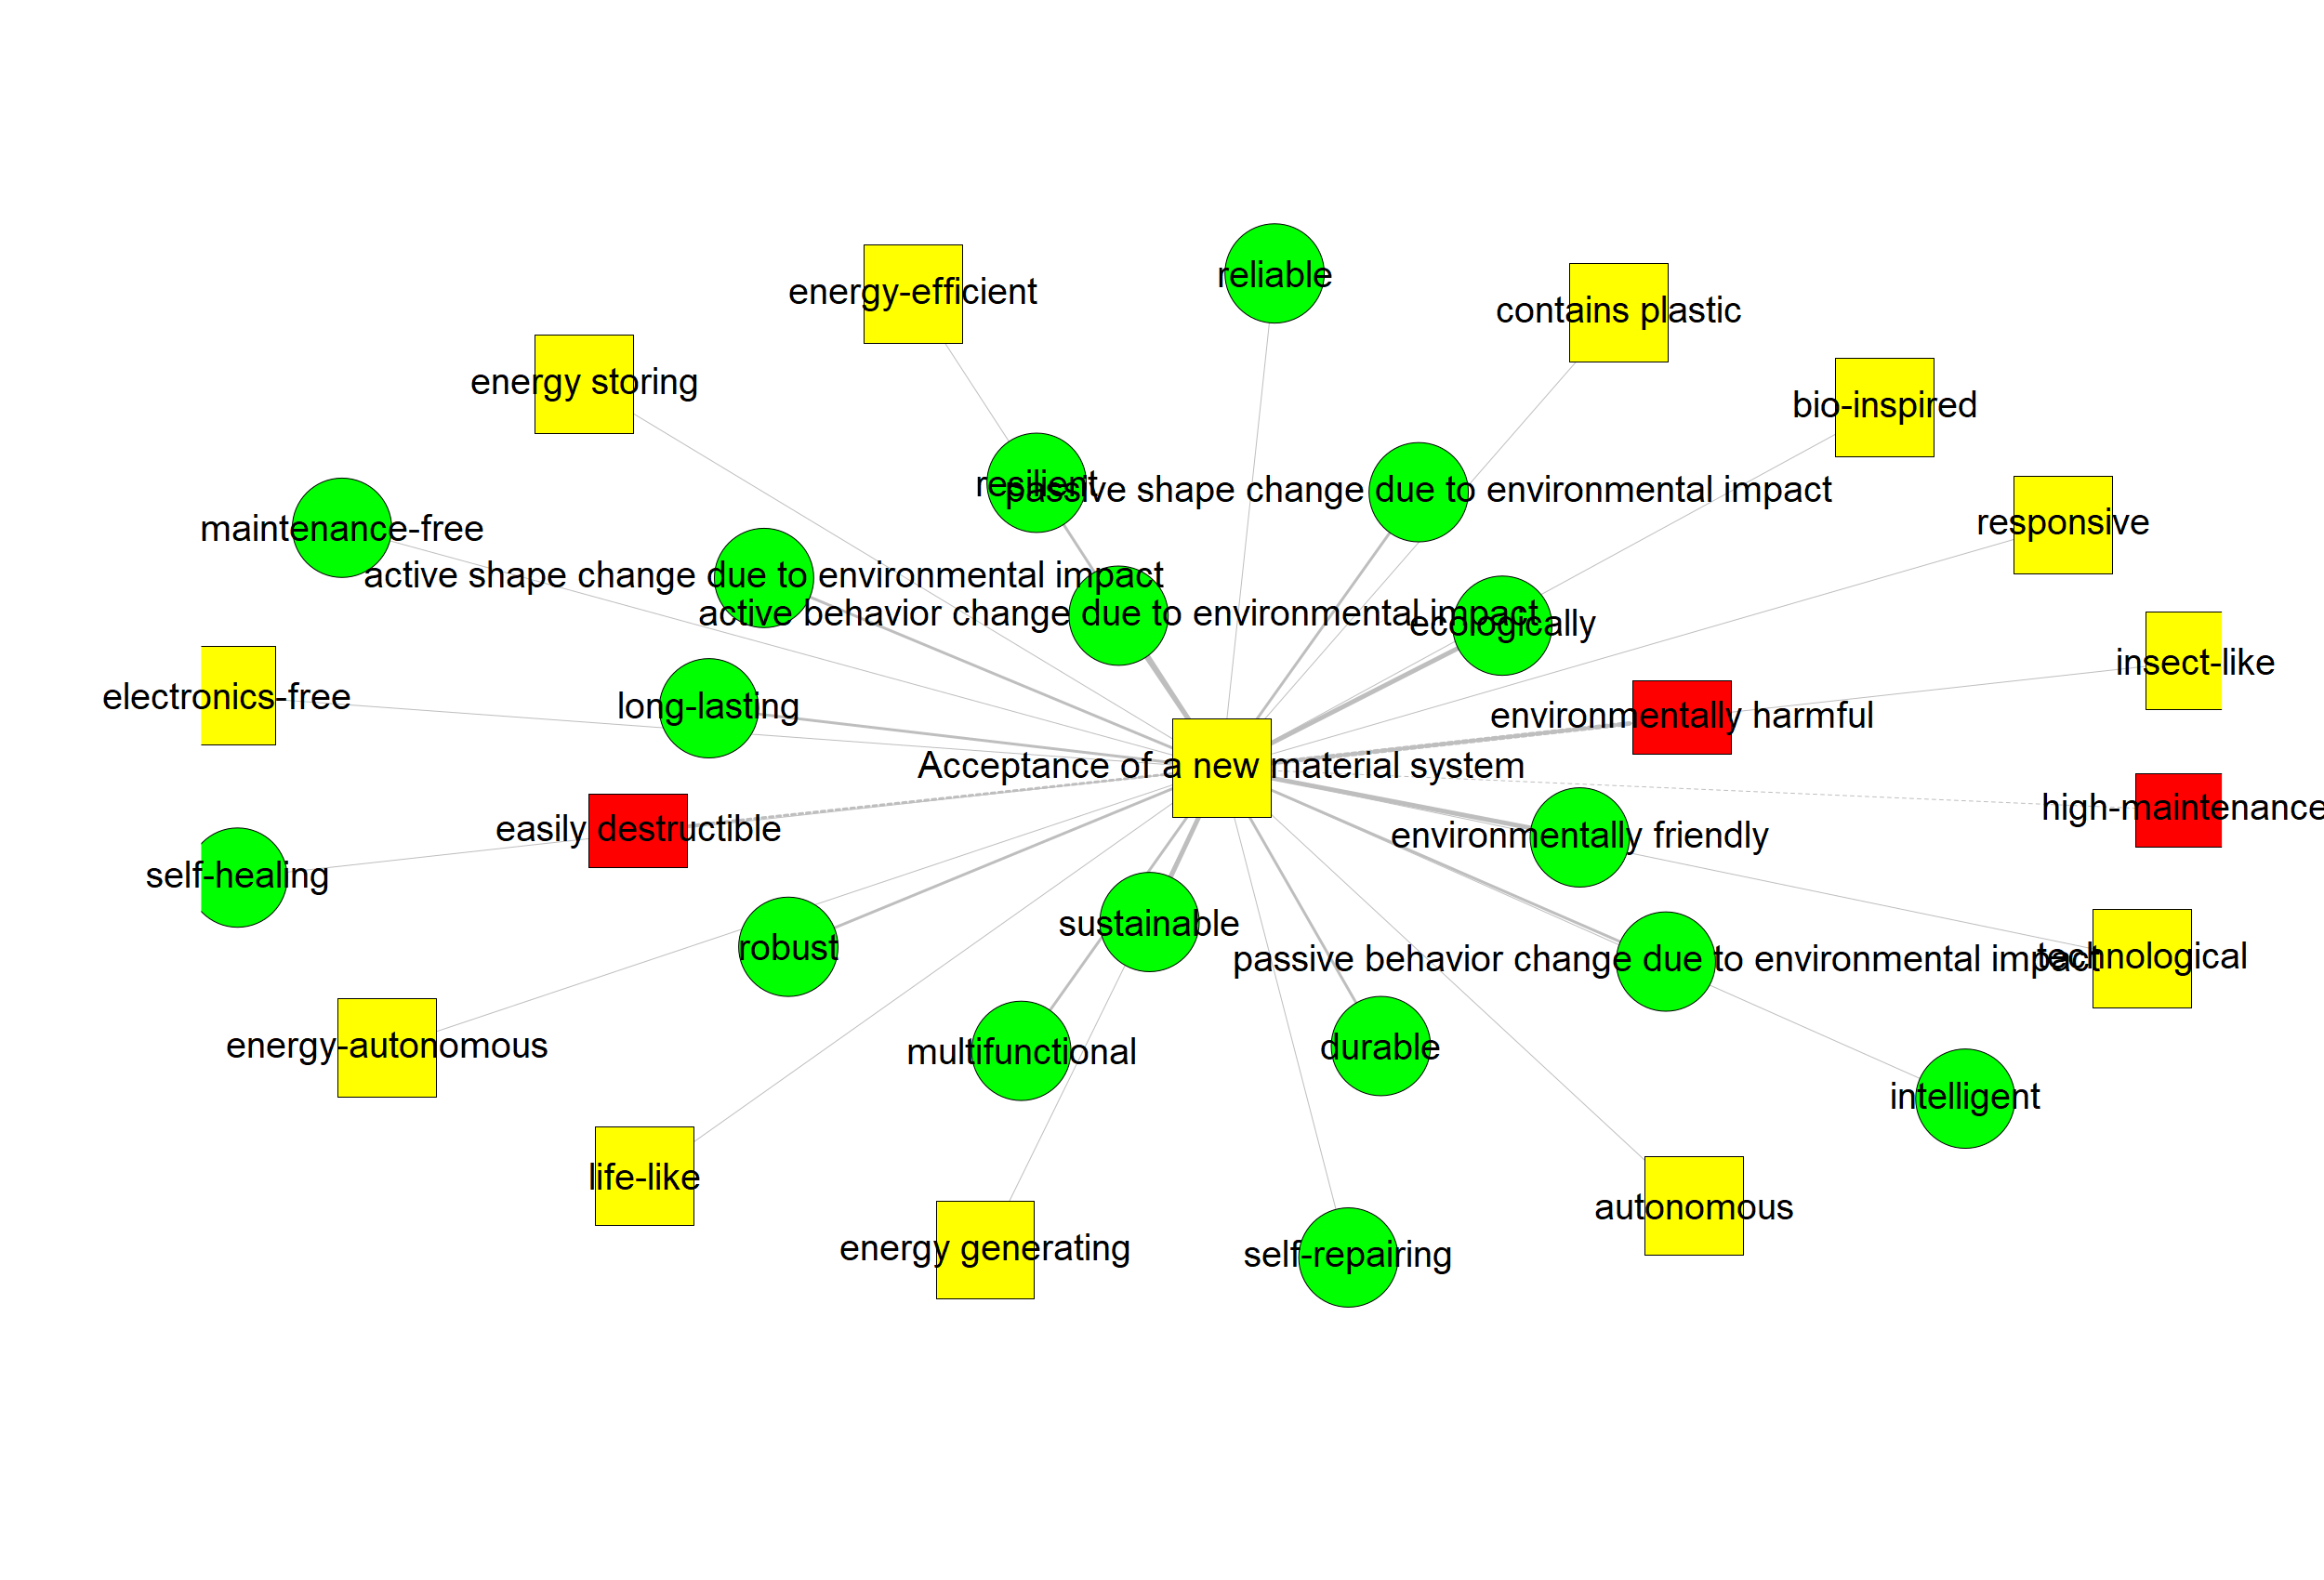 reliable
energy-efficient
contains plastic
energy storing
bio-inspired
resilient
passive shape change due to environmental impact
responsive
maintenance-free
active shape change due to environmental impact
active behavior change due to environmental impact
ecologically
insect-like
electronics-free
long-lasting
environmentally harmful
Acceptance of a new material system
high-maintenance
easily destructible
environmentally friendly
self-healing
sustainable
robust
passive behavior change due to environmental impact
technological
energy-autonomous
multifunctional
durable
intelligent
life-like
autonomous
energy generating
self-repairing